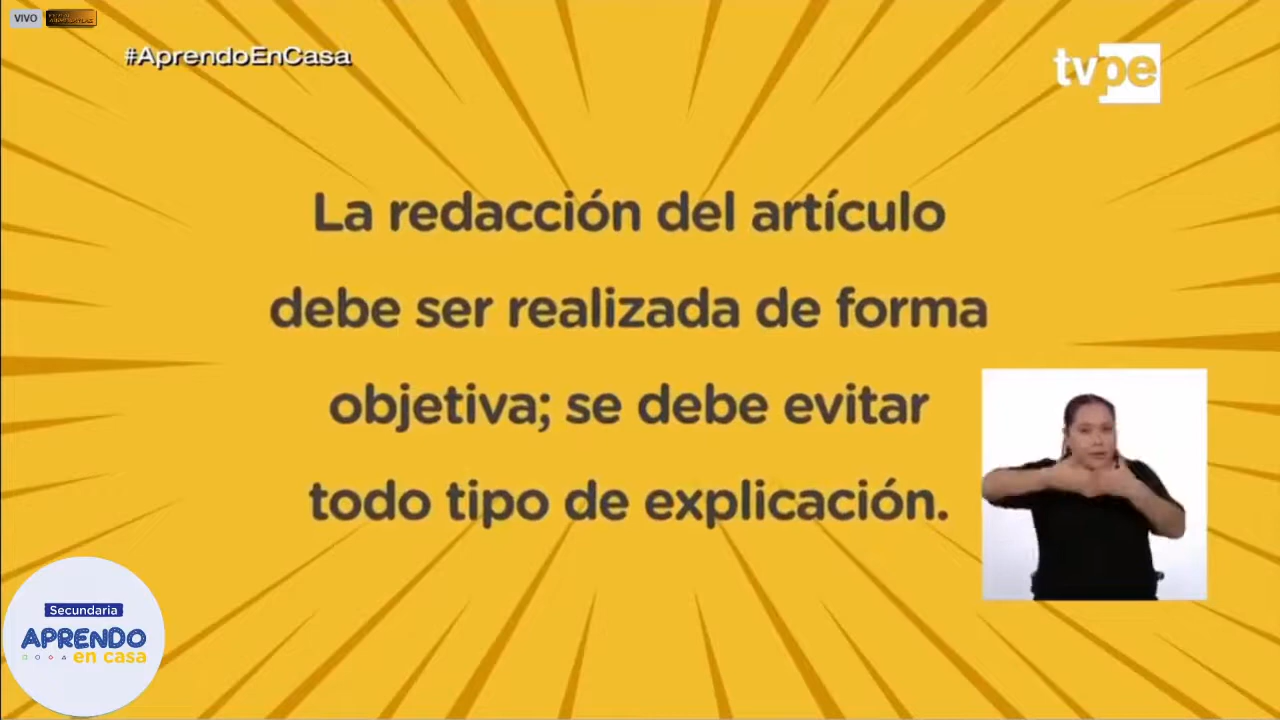 VIVO
#AprendoEnCasa
tvpe
La redacción del artículo
debe ser realizada de forma
objetiva; se debe evitar
todo tipo de explicación.
Secundaria
APRENDO
en casa